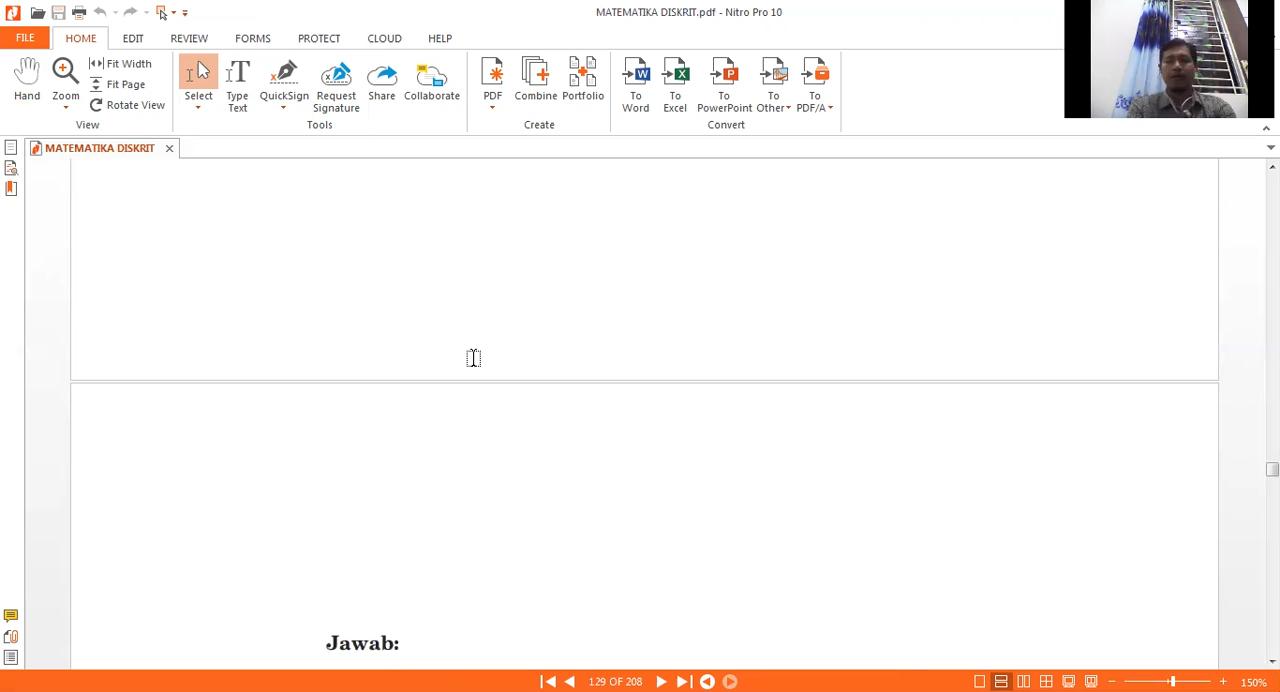 MATEMATIKA DISKRIT.pdf - Nitro Pro 10
FILE HOME EDIT REVIEW FORMS PROTECT CLOUD HELP
Hand
Zoom
Fit Width
Fit Page
Rotate View
View
Select
Type Text
QuickSign
Request Signature
Share
Collaborate
Tools
PDF
Combine
Portfolio
Create
To Word
To Excel
To PowerPoint
To Other
To PDF/A
Convert
MATEMATIKA DISKRIT
Jawab:
129 OF 208
150%